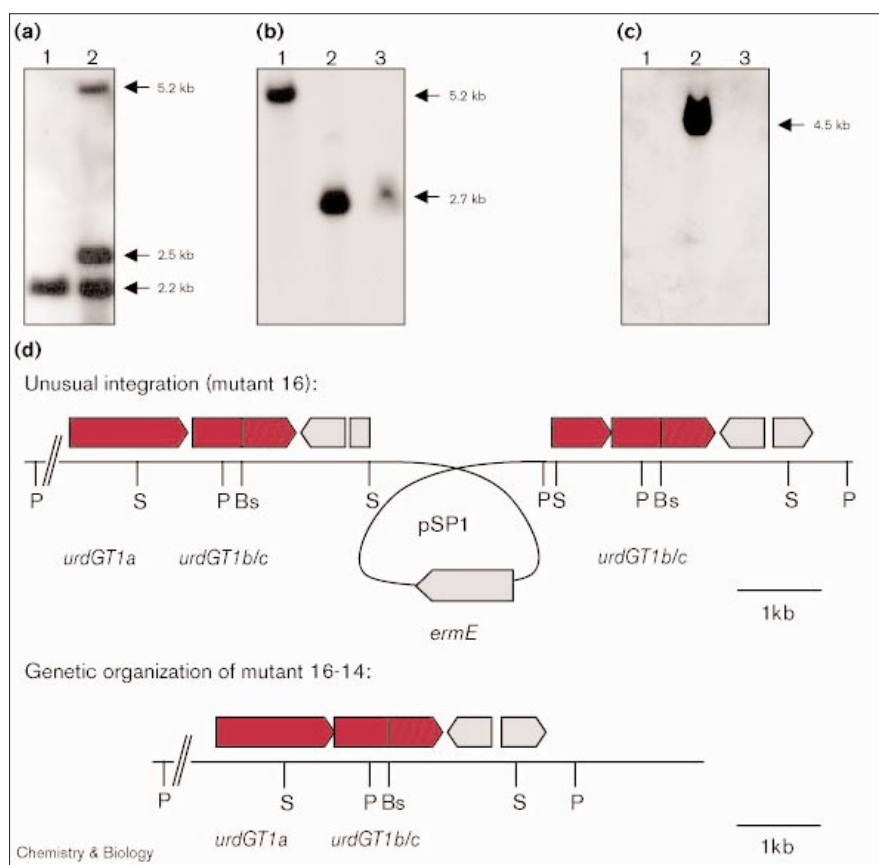 (a)
1 2
5.2 kb
2.5 kb
2.2 kb
(b)
1 2 3
5.2 kb
2.7 kb
(c)
1 2 3
4.5 kb
(d)
Unusual integration (mutant 16):
P S P Bs S P S P Bs S P
pSP1
urdGT1a urdGT1b/c urdGT1b/c
ermE
1kb
Genetic organization of mutant 16-14:
P S P Bs S P
urdGT1a urdGT1b/c
1kb
Chemistry & Biology